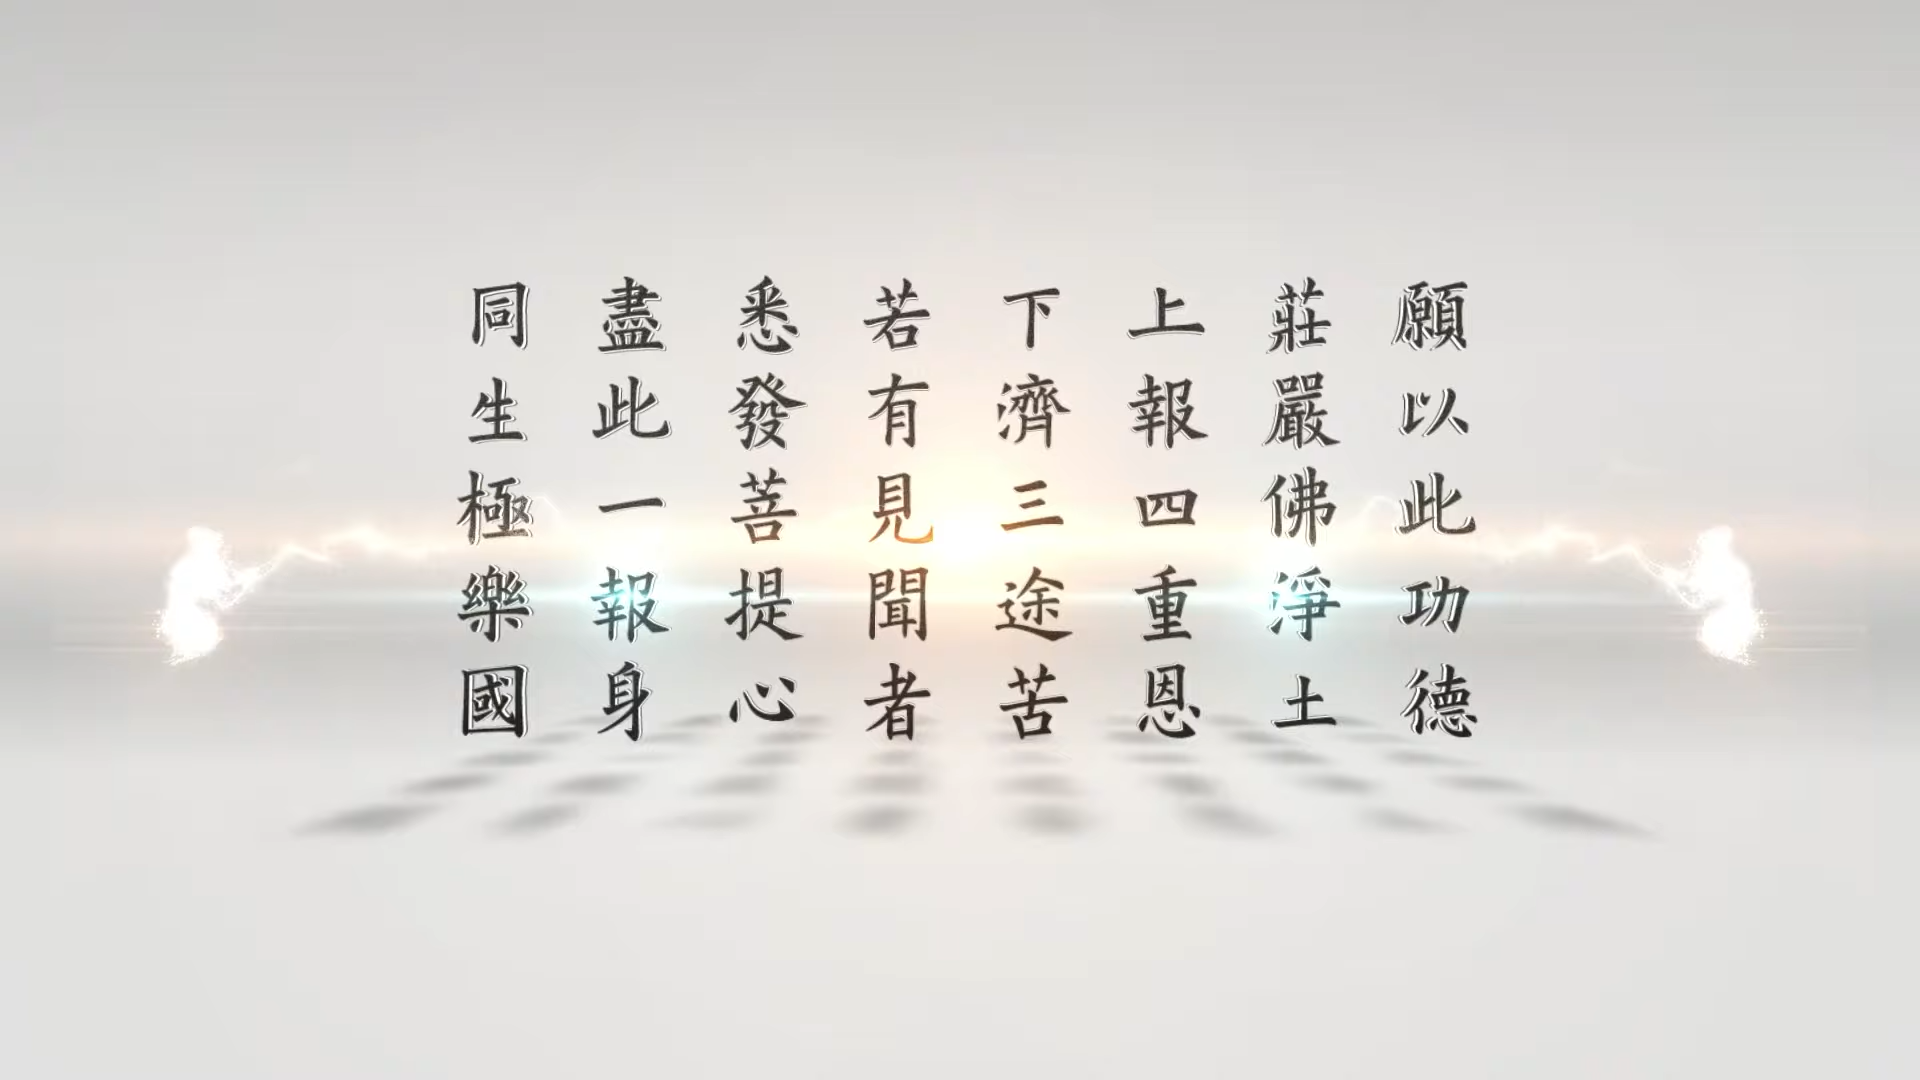 願以此功德
莊嚴佛淨土
上報四重恩
下濟三途苦
若有見聞者
悉發菩提心
盡此一報身
同生極樂國